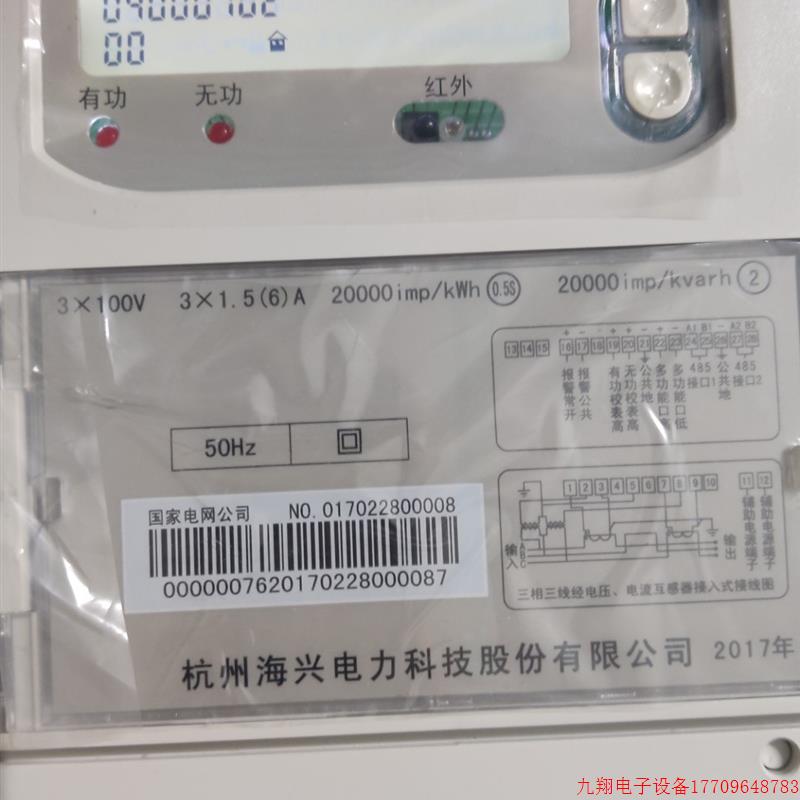 04000102
00
有功 无功 红外
3×100V 3×1.5(6)A 20000imp/kWh 0.5S 20000imp/kvarh 2
+ - - + + - + - A1 B1 - A2 B2
13 14 15 16 17 18 19 20 21 22 23 24 25 26 27 28
报警常开 报警公共 有功校表高 无功校表高 公共地 多功能口高 多功能口低 485接口1 公共地 485接口2
50Hz
国家电网公司 NO.017022800008
0000007620170228000087
1 2 3 4 5 6 7 8 9 10 11 12
输入 A B C 输出 辅助电源端子 辅助电源端子
三相三线经电压、电流互感器接入式接线图
杭州海兴电力科技股份有限公司 2017年
九翔电子设备17709648783